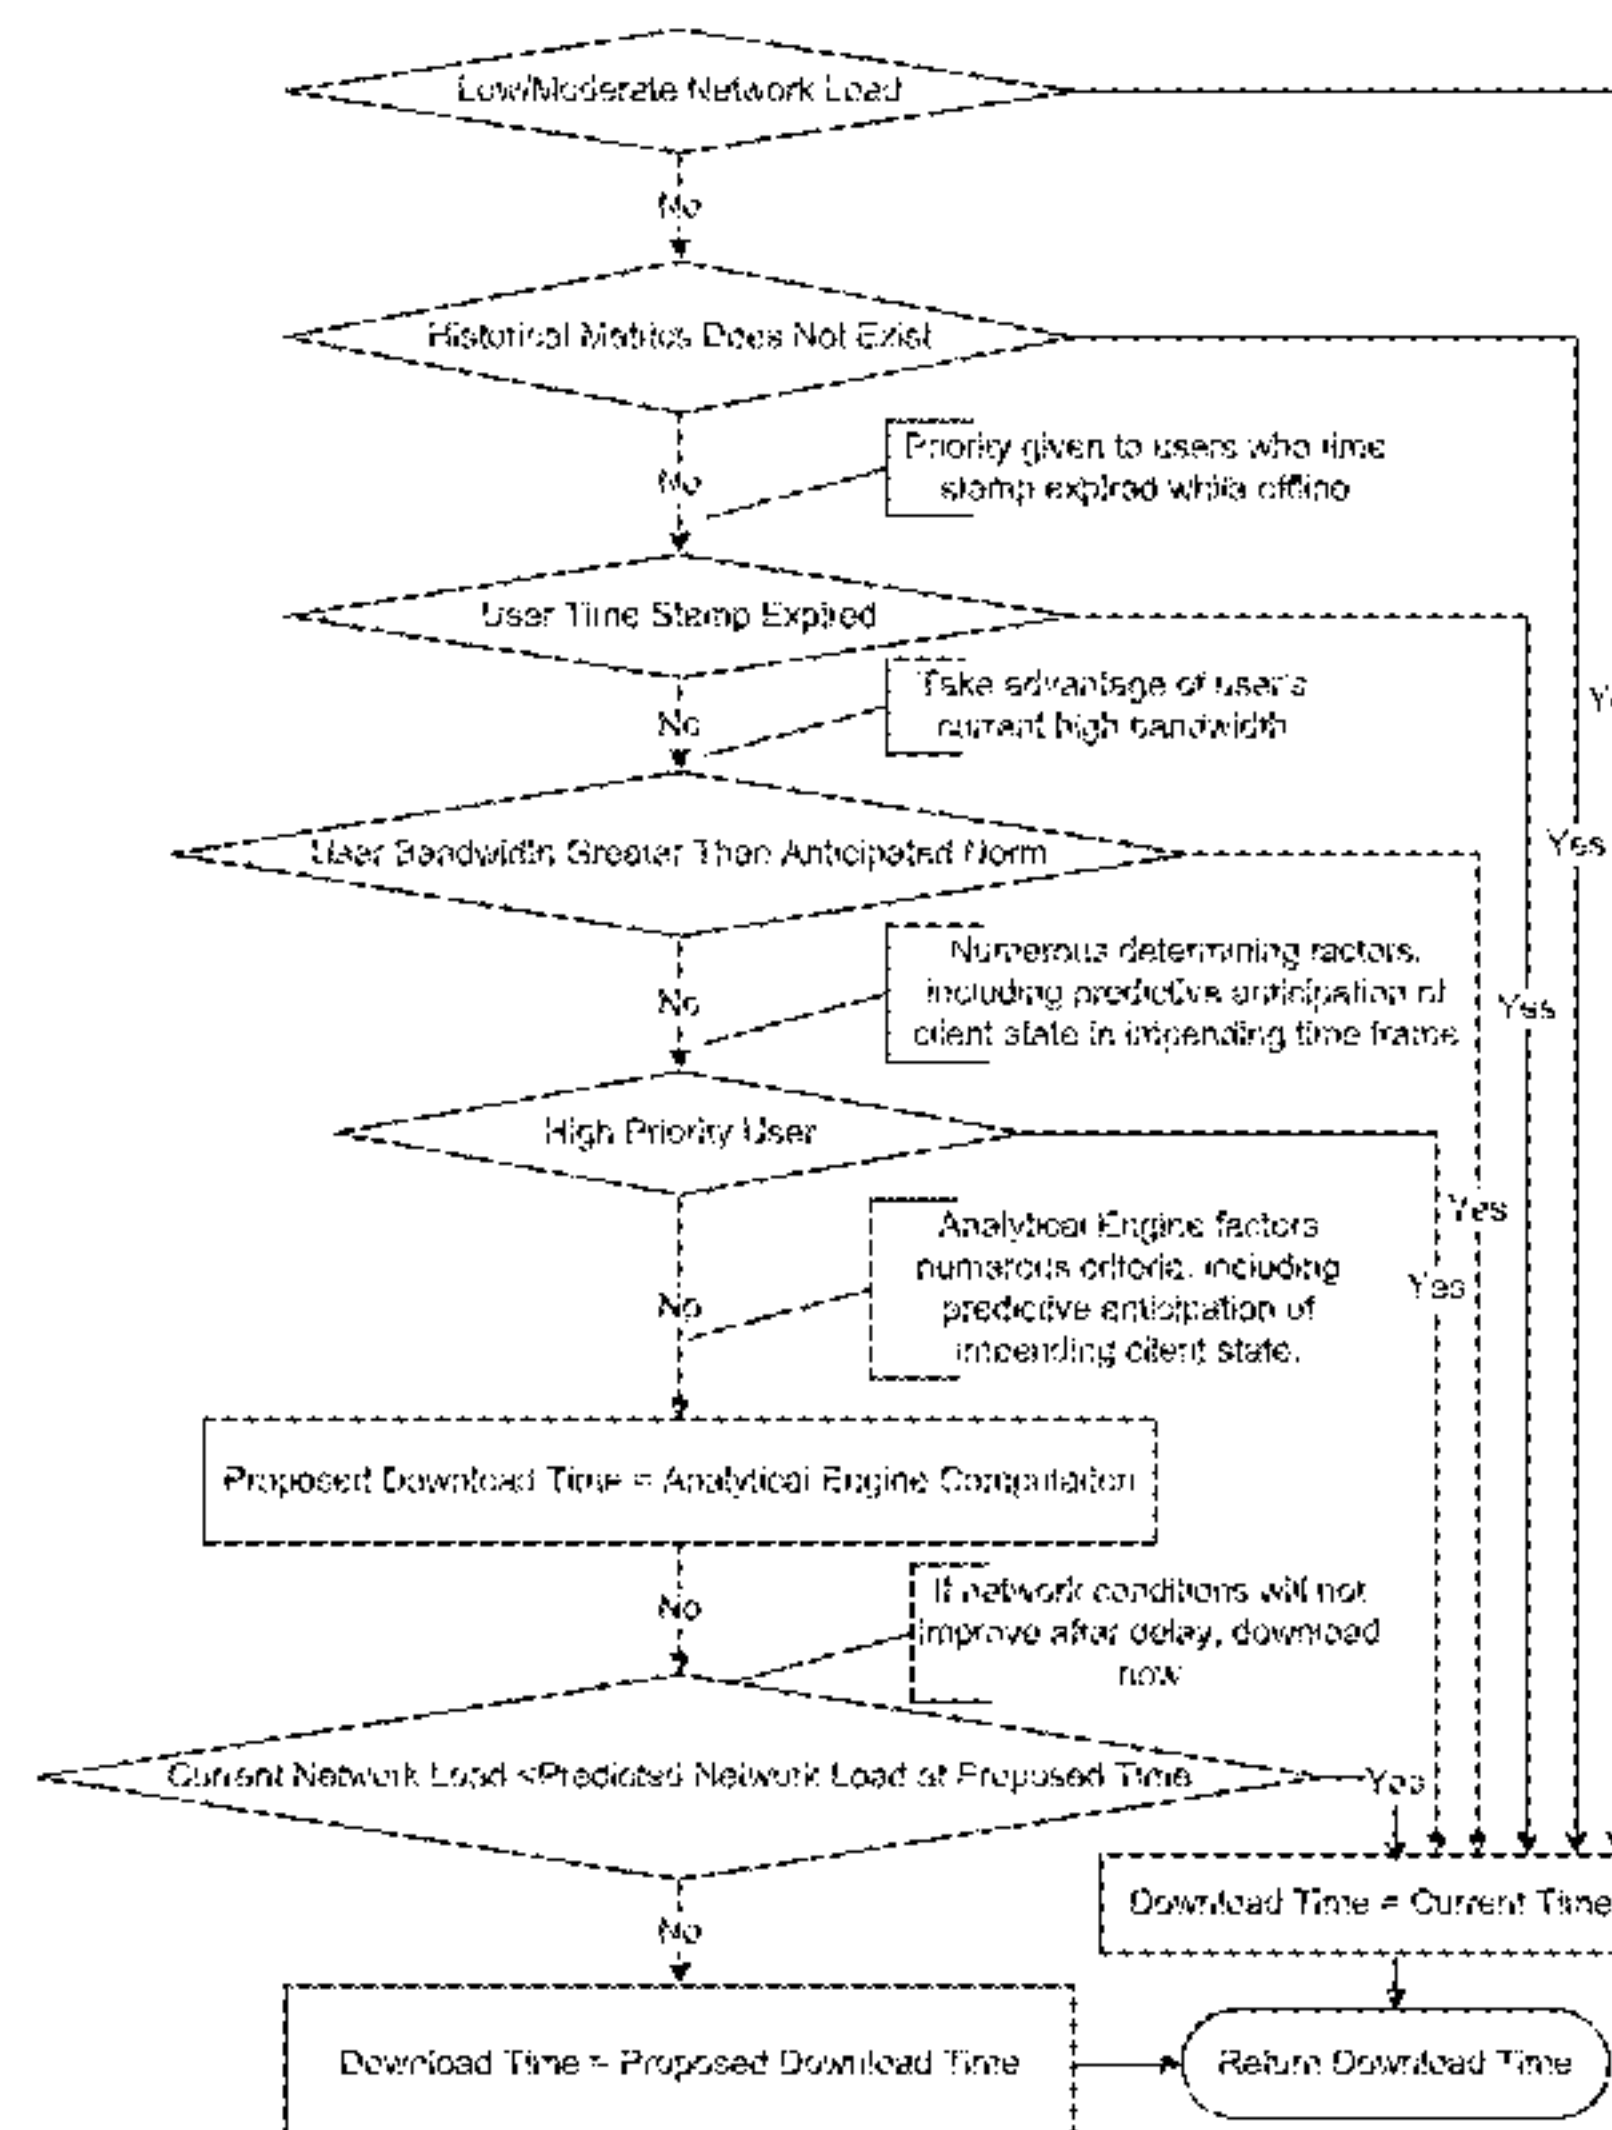 Low/Moderate Network Load
No
Historical Metrics Does Not Exist
Priority given to users who time
stamp expired while offline
No
User Time Stamp Expired
Take advantage of user's
current high bandwidth
No
Ye
User Bandwidth Greater Then Anticipated Norm
Yes
Numerous determining factors,
including predictive anticipation of
client state in impending time frame
No
Yes
High Priority User
Analytical Engine factors
numerous criteria, including
predictive anticipation of
impending client state.
Yes
Yes
No
Proposed Download Time = Analytical Engine Computation
If network conditions will not
improve after delay, download
now
No
Current Network Load <Predicted Network Load at Proposed Time
Yes
Download Time = Current Time
No
Download Time = Proposed Download Time
Return Download Time